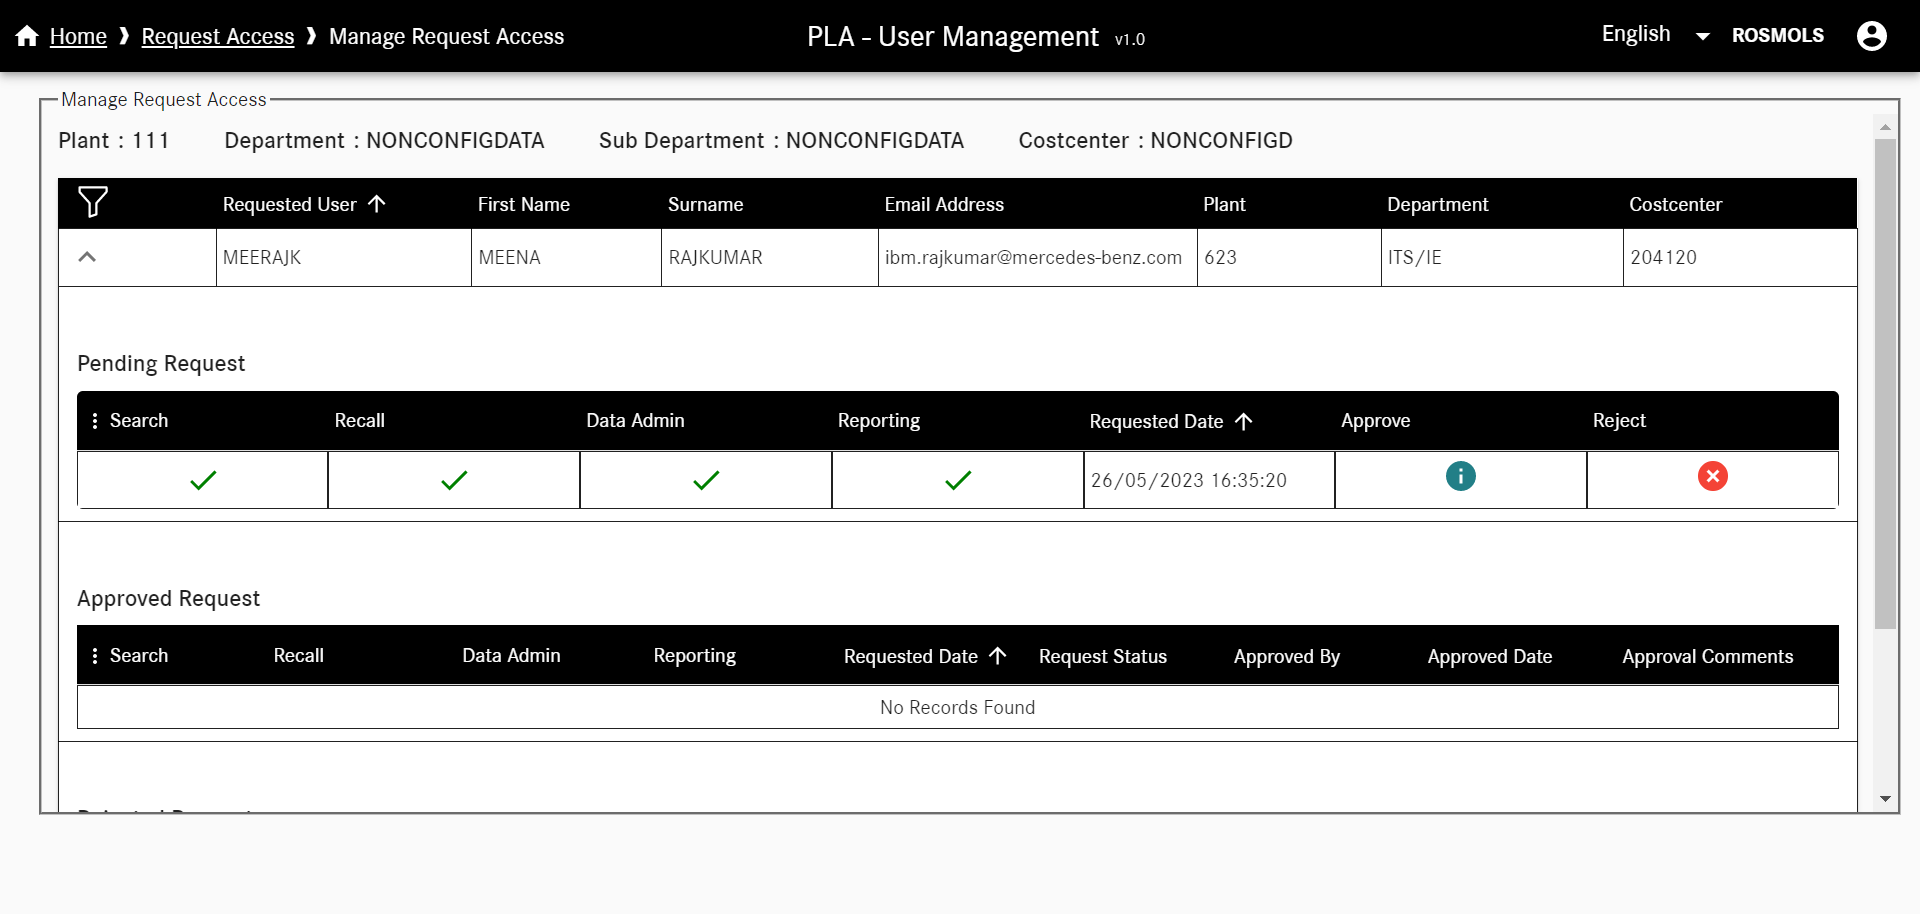 Home ❱ Request Access ❱ Manage Request Access
PLA - User Management v1.0
English ROSMOLS
Manage Request Access
Plant : 111 Department : NONCONFIGDATA Sub Department : NONCONFIGDATA Costcenter : NONCONFIGD
Requested User First Name Surname Email Address Plant Department Costcenter
MEERAJK MEENA RAJKUMAR ibm.rajkumar@mercedes-benz.com 623 ITS/IE 204120
Pending Request
Search Recall Data Admin Reporting Requested Date Approve Reject
26/05/2023 16:35:20
Approved Request
Search Recall Data Admin Reporting Requested Date Request Status Approved By Approved Date Approval Comments
No Records Found